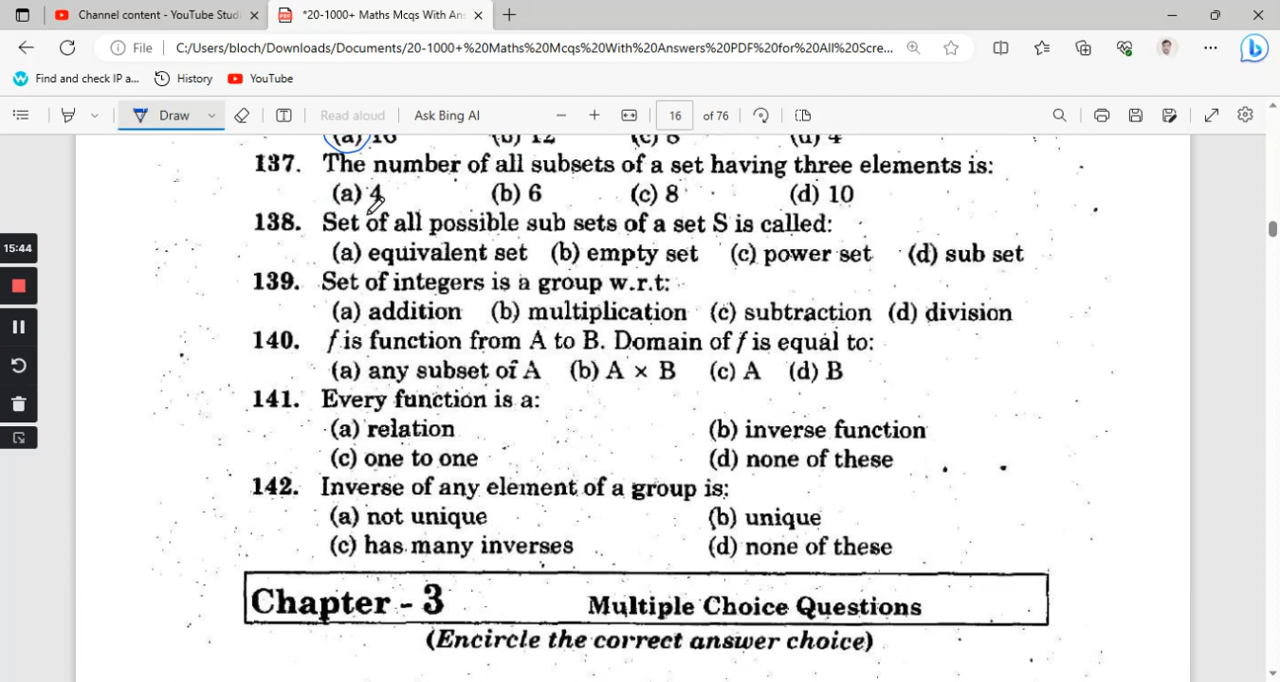 Channel content - YouTube Studi
*20-1000+ Maths Mcqs With Ans
File
C:/Users/bloch/Downloads/Documents/20-1000+%20Maths%20Mcqs%20With%20Answers%20PDF%20for%20All%20Scre...
Find and check IP a...
History
YouTube
Draw
Read aloud
Ask Bing AI
16
of 76
15:44
(a) 16 (b) 12 (c) 8 (d) 4
137. The number of all subsets of a set having three elements is:
(a) 4 (b) 6 (c) 8 (d) 10
138. Set of all possible sub sets of a set S is called:
(a) equivalent set (b) empty set (c) power set (d) sub set
139. Set of integers is a group w.r.t:
(a) addition (b) multiplication (c) subtraction (d) division
140. f is function from A to B. Domain of f is equal to:
(a) any subset of A (b) A × B (c) A (d) B
141. Every function is a:
(a) relation (b) inverse function
(c) one to one (d) none of these
142. Inverse of any element of a group is:
(a) not unique (b) unique
(c) has many inverses (d) none of these
Chapter - 3 Multiple Choice Questions
(Encircle the correct answer choice)